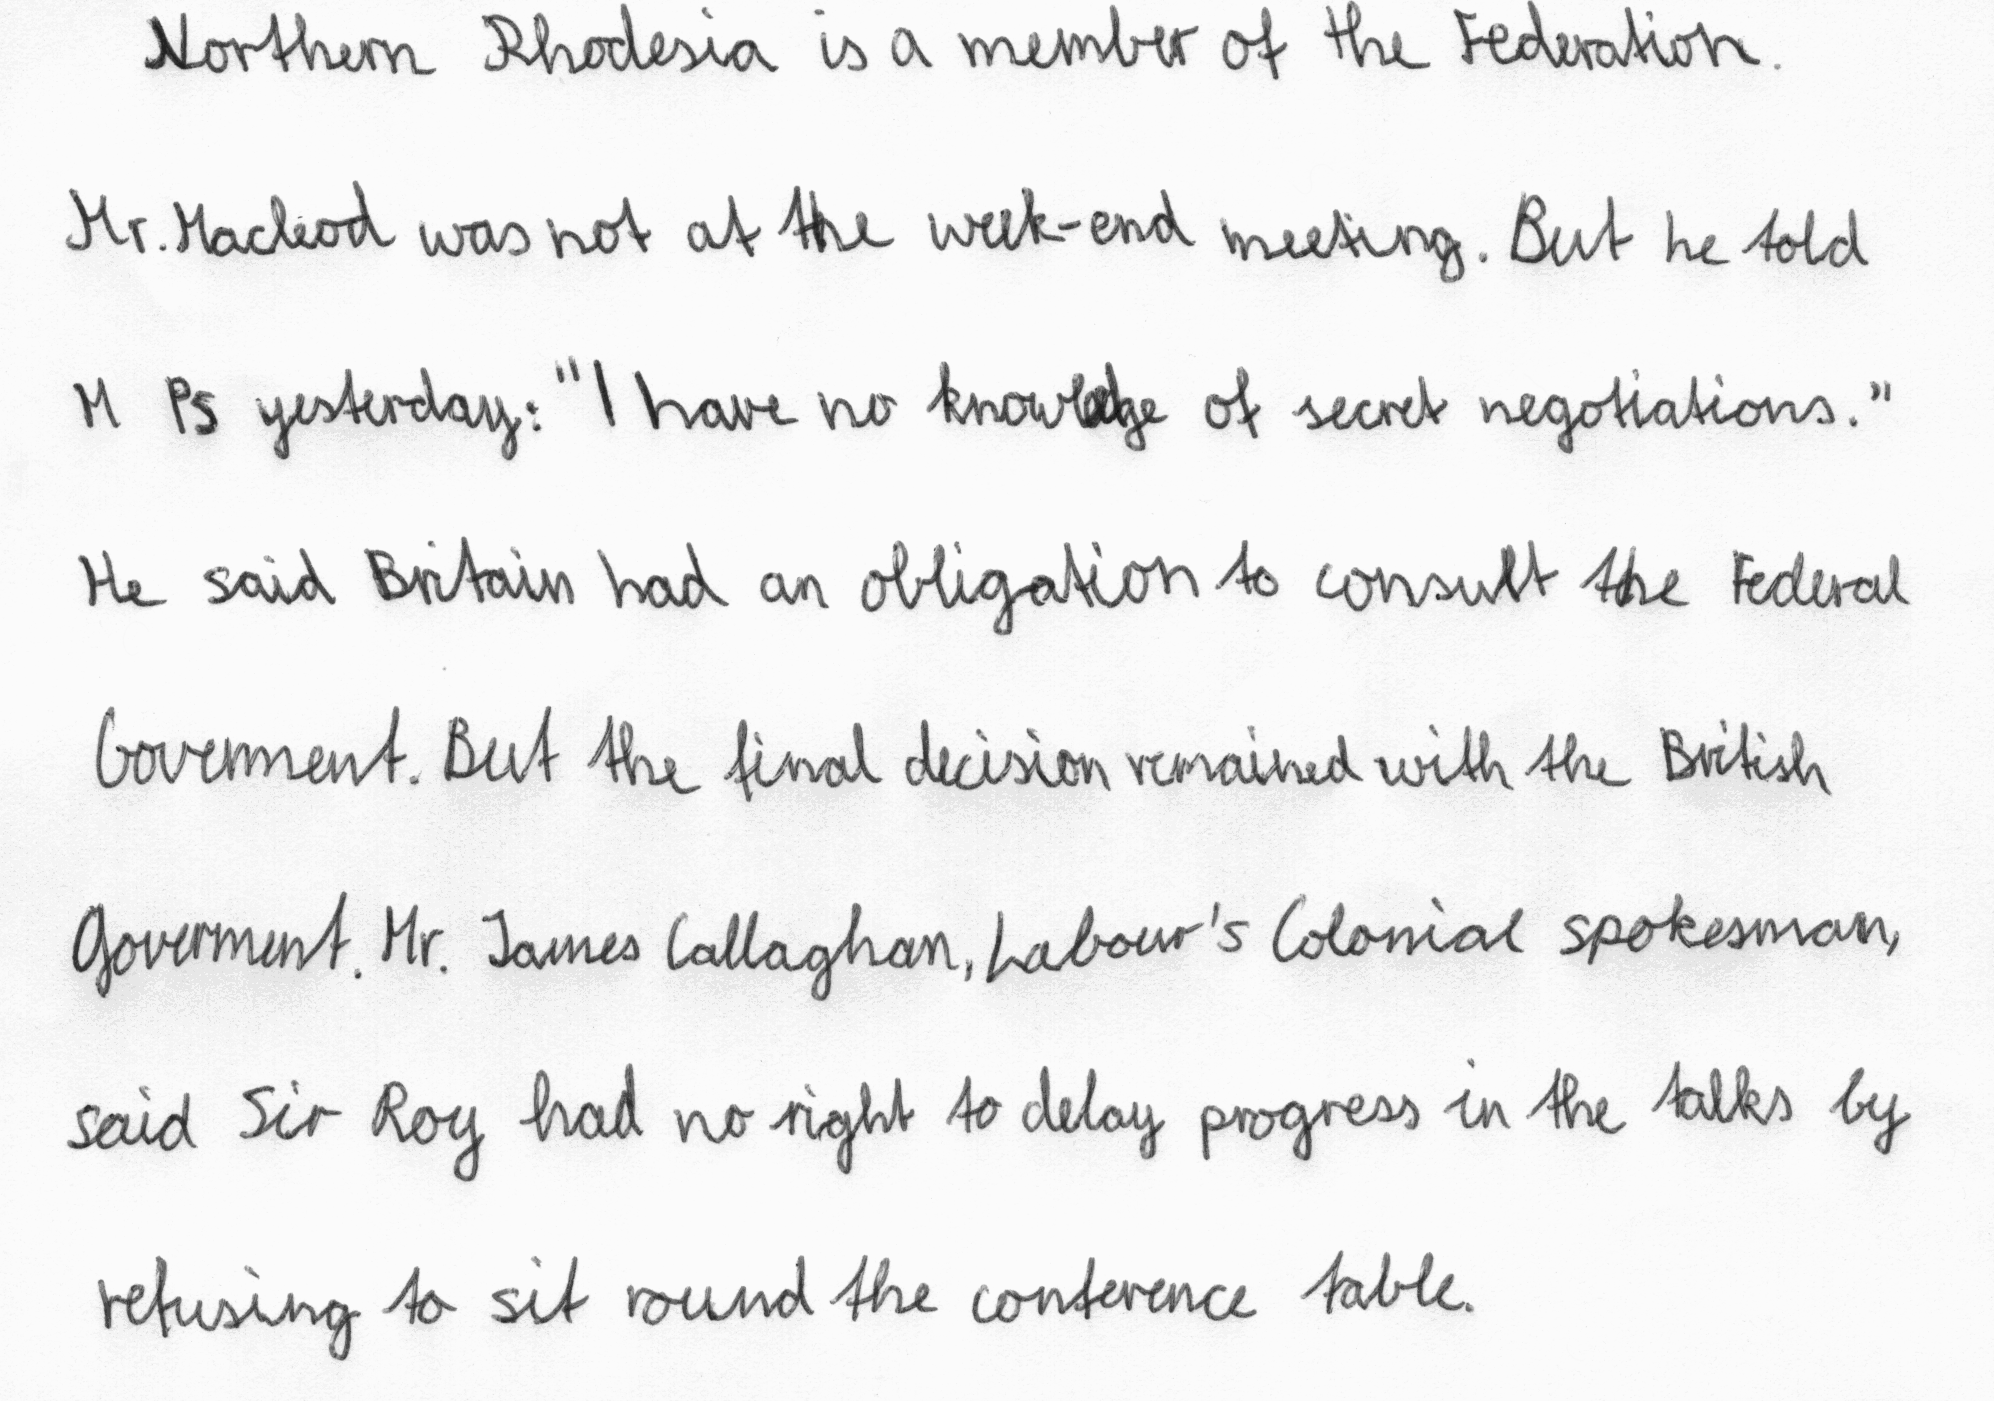 Northern Rhodesia is a member of the Federation.
Mr. Macleod was not at the week-end meeting. But he told
M Ps yesterday: "I have no knowledge of secret negotiations."
He said Britain had an obligation to consult the Federal
Goverment. But the final decision remained with the British
Goverment. Mr. James Callaghan, Labour's Colonial spokesman,
said Sir Roy had no right to delay progress in the talks by
refusing to sit round the conference table.